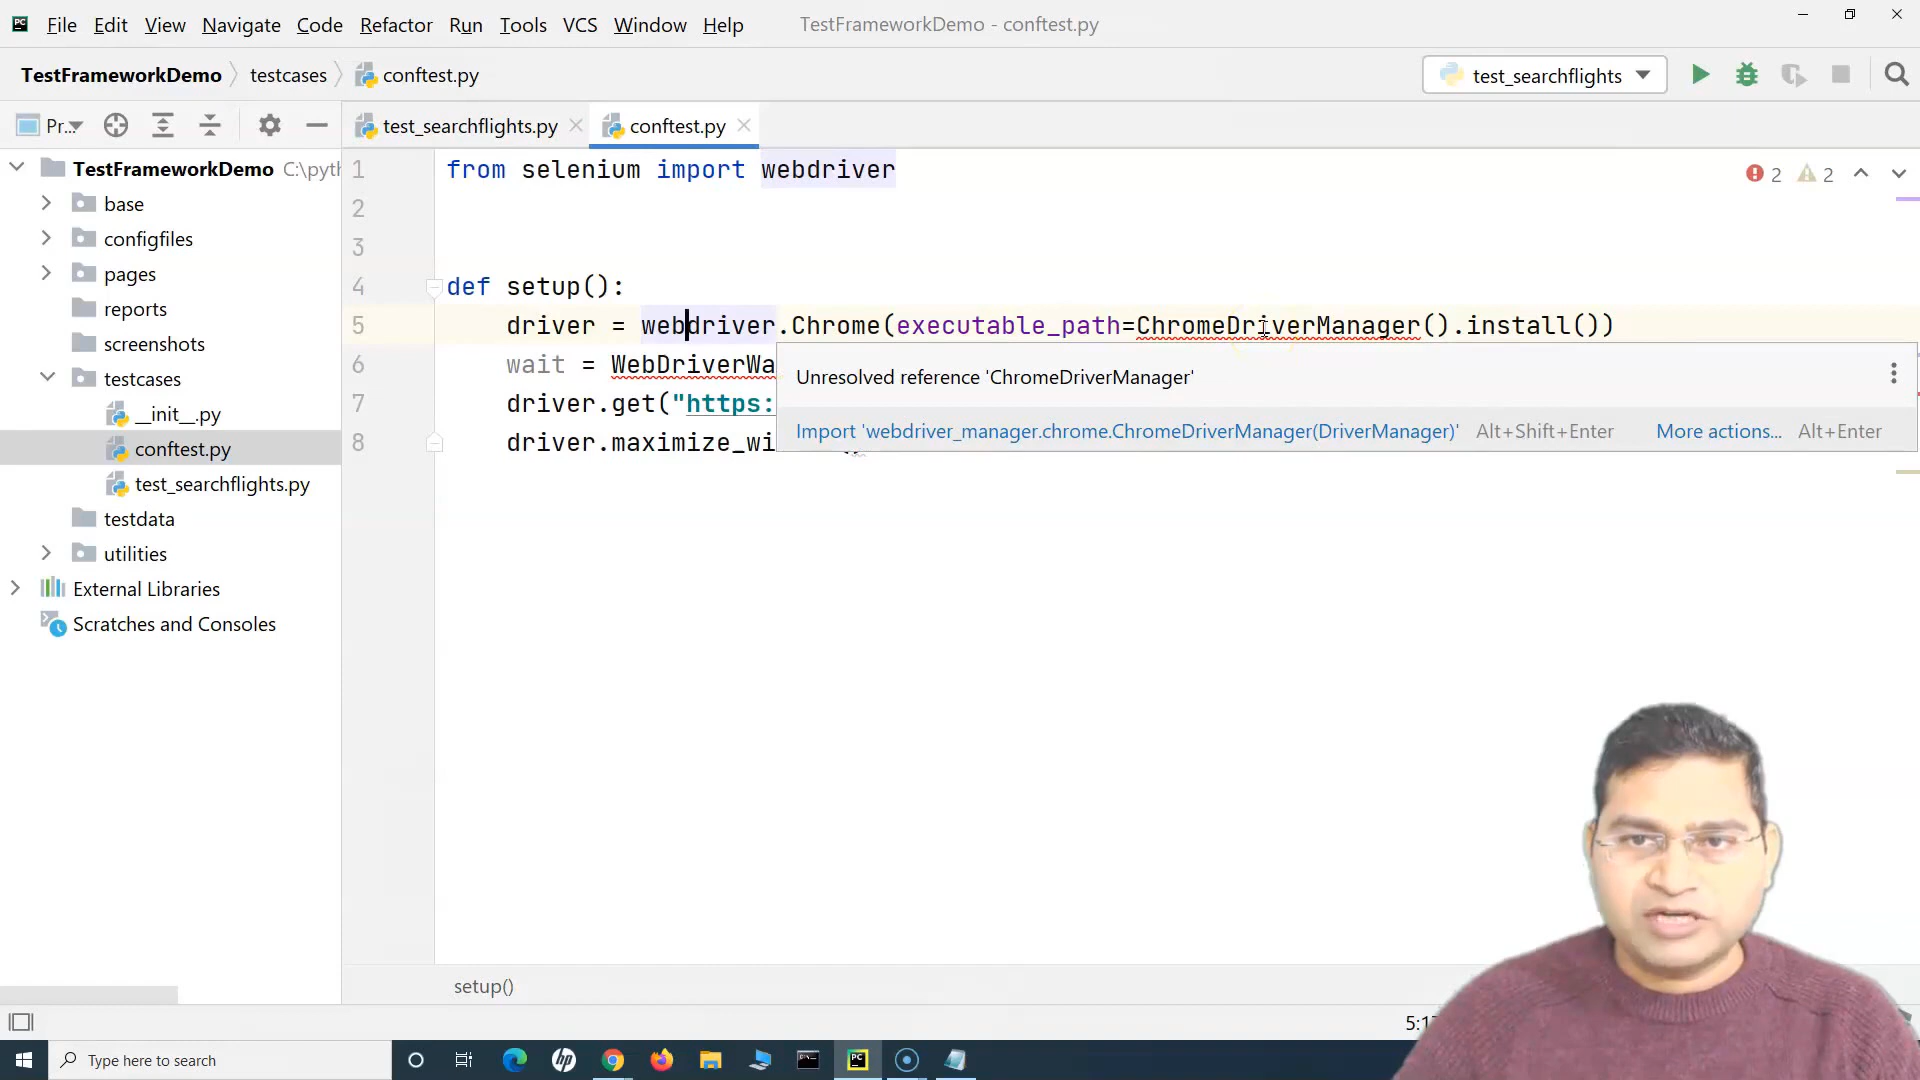 File Edit View Navigate Code Refactor Run Tools VCS Window Help TestFrameworkDemo - conftest.py
TestFrameworkDemo testcases conftest.py test_searchflights
Pr... test_searchflights.py conftest.py
TestFrameworkDemo C:\pyth
base
configfiles
pages
reports
screenshots
testcases
__init__.py
conftest.py
test_searchflights.py
testdata
utilities
External Libraries
Scratches and Consoles
1 from selenium import webdriver
2 2
2
3
4 def setup():
5 driver = webdriver.Chrome(executable_path=ChromeDriverManager().install())
6 wait = WebDriverWa
7 driver.get("https:
8 driver.maximize_wi
Unresolved reference 'ChromeDriverManager'
Import 'webdriver_manager.chrome.ChromeDriverManager(DriverManager)' Alt+Shift+Enter More actions... Alt+Enter
setup()
Type here to search